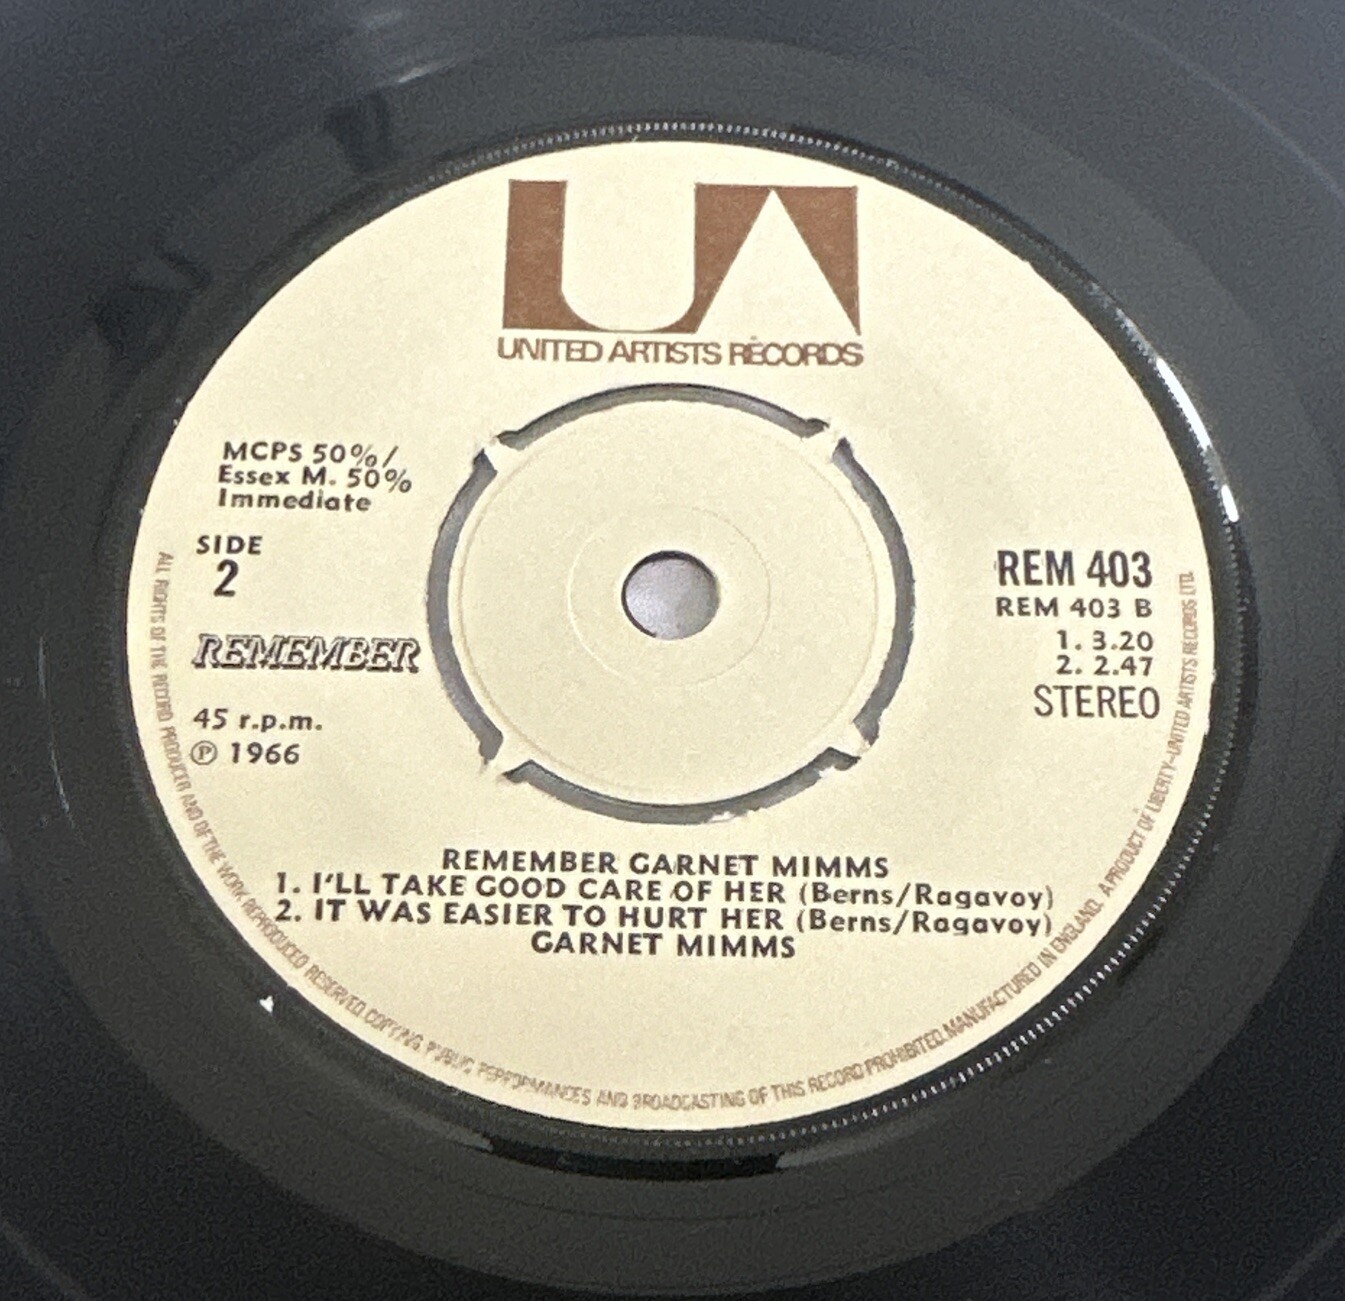 UA
UNITED ARTISTS RECORDS
MCPS 50%/
Essex M. 50%
Immediate
SIDE
2
REMEMBER
45 r.p.m.
℗ 1966
REM 403
REM 403 B
1. 3.20
2. 2.47
STEREO
REMEMBER GARNET MIMMS
1. I'LL TAKE GOOD CARE OF HER (Berns/Ragavoy)
2. IT WAS EASIER TO HURT HER (Berns/Ragavoy)
GARNET MIMMS
ALL RIGHTS OF THE RECORD PRODUCER AND OF THE WORK REPRODUCED RESERVED. COPYING, PUBLIC PERFORMANCES AND BROADCASTING OF THIS RECORD PROHIBITED. MANUFACTURED IN ENGLAND. A PRODUCT OF LIBERTY-UNITED ARTISTS RECORDS LTD.